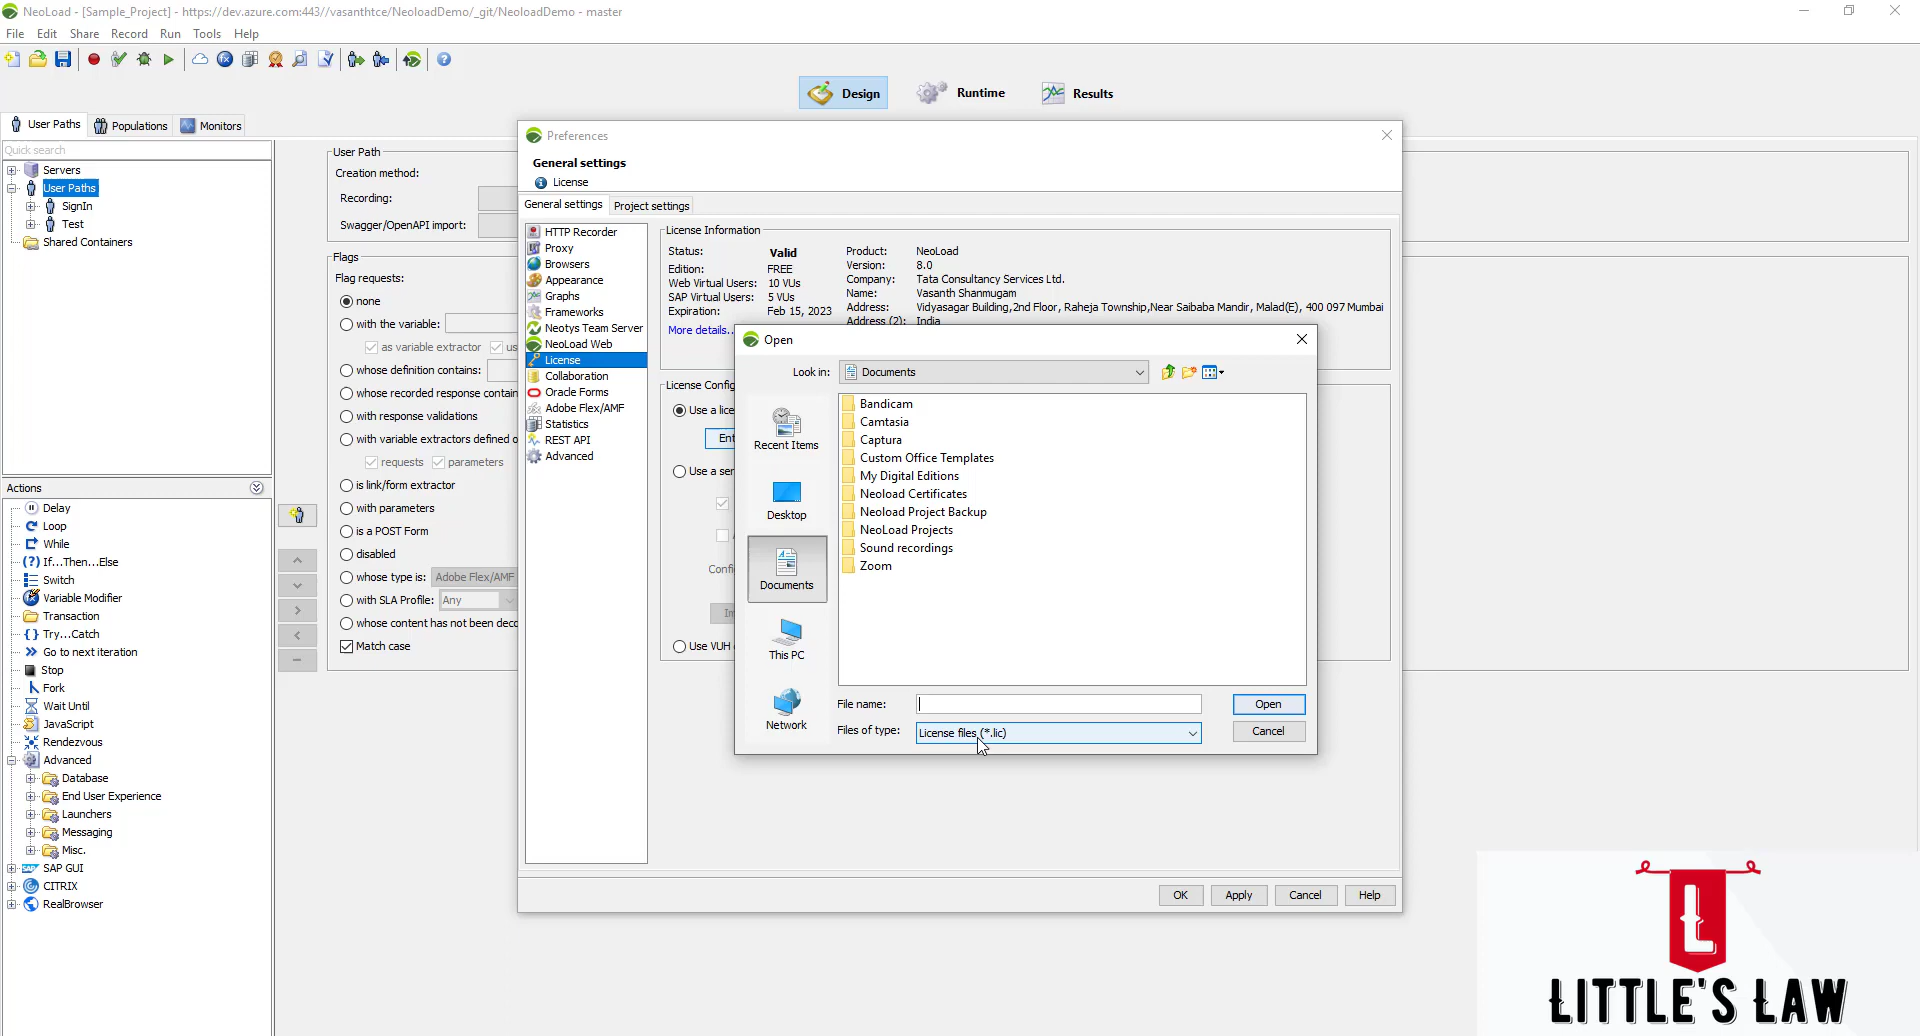 NeoLoad - [Sample_Project] - https://dev.azure.com:443//vasanthtce/NeoloadDemo/_git/NeoloadDemo - master
File Edit Share Record Run Tools Help
Design Runtime Results
User Paths Populations Monitors
Quick search
Servers
User Paths
SignIn
Test
Shared Containers
Actions
Delay
Loop
While
If...Then...Else
Switch
Variable Modifier
Transaction
Try...Catch
Go to next iteration
Stop
Fork
Wait Until
JavaScript
Rendezvous
Advanced
Database
End User Experience
Launchers
Messaging
Misc.
SAP GUI
CITRIX
RealBrowser
User Path
Creation method:
Recording:
Swagger/OpenAPI import:
Flags
Flag requests:
none
with the variable:
as variable extractor us
whose definition contains:
whose recorded response contain
with response validations
with variable extractors defined o
requests parameters
is link/form extractor
with parameters
is a POST Form
disabled
whose type is: Adobe Flex/AMF
with SLA Profile: Any
whose content has not been deco
Match case
Preferences
General settings
License
General settings Project settings
HTTP Recorder
Proxy
Browsers
Appearance
Graphs
Frameworks
Neotys Team Server
NeoLoad Web
License
Collaboration
Oracle Forms
Adobe Flex/AMF
Statistics
REST API
Advanced
License Information
Status: Valid Product: NeoLoad
Edition: FREE Version: 8.0
Web Virtual Users: 10 VUs Company: Tata Consultancy Services Ltd.
SAP Virtual Users: 5 VUs Name: Vasanth Shanmugam
Expiration: Feb 15, 2023 Address: Vidyasagar Building,2nd Floor, Raheja Township,Near Saibaba Mandir, Malad(E), 400 097 Mumbai
More details.. Address (2): India
License Config
Use a lice
Ent
Use a ser
Confi
Im
Use VUH
Open
Look in: Documents
Recent Items
Desktop
Documents
This PC
Network
Bandicam
Camtasia
Captura
Custom Office Templates
My Digital Editions
Neoload Certificates
Neoload Project Backup
NeoLoad Projects
Sound recordings
Zoom
File name: Open
Files of type: License files (*.lic) Cancel
OK Apply Cancel Help
L
LITTLE'S LAW